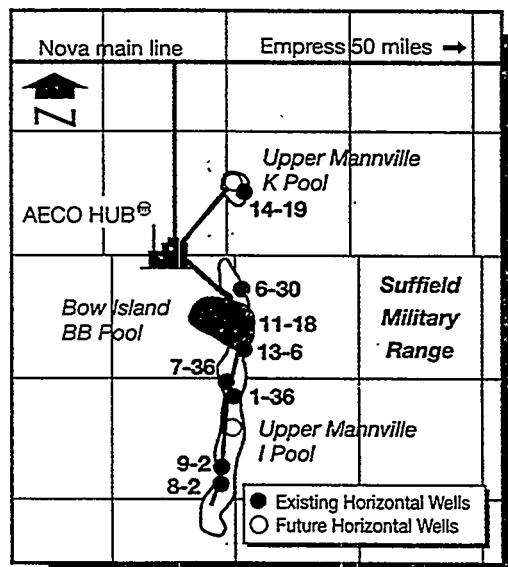 Nova main line
Empress 50 miles →
N
Upper Mannville
K Pool
14-19
AECO HUB℠
6-30
Suffield
Military
Range
Bow Island
BB Pool
11-18
13-6
7-36
1-36
Upper Mannville
I Pool
9-2
8-2
Existing Horizontal Wells
Future Horizontal Wells